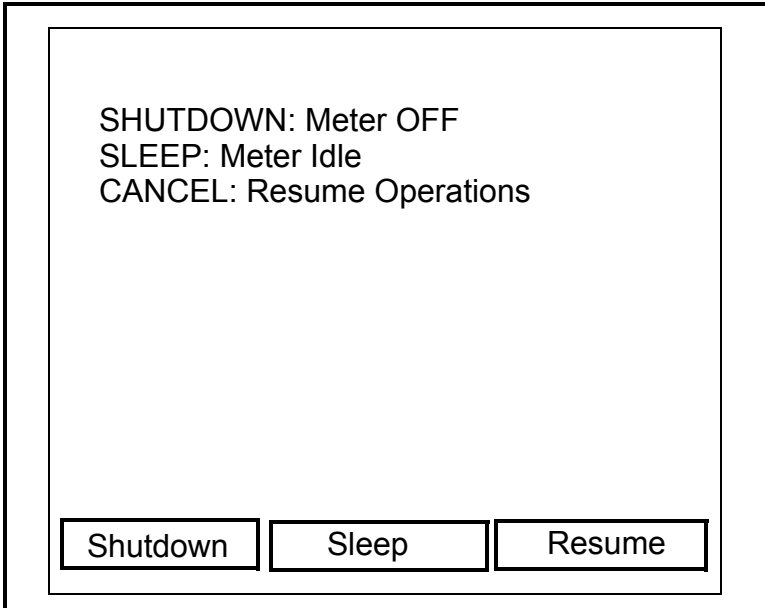 SHUTDOWN: Meter OFF
SLEEP: Meter Idle
CANCEL: Resume Operations
Shutdown Sleep Resume